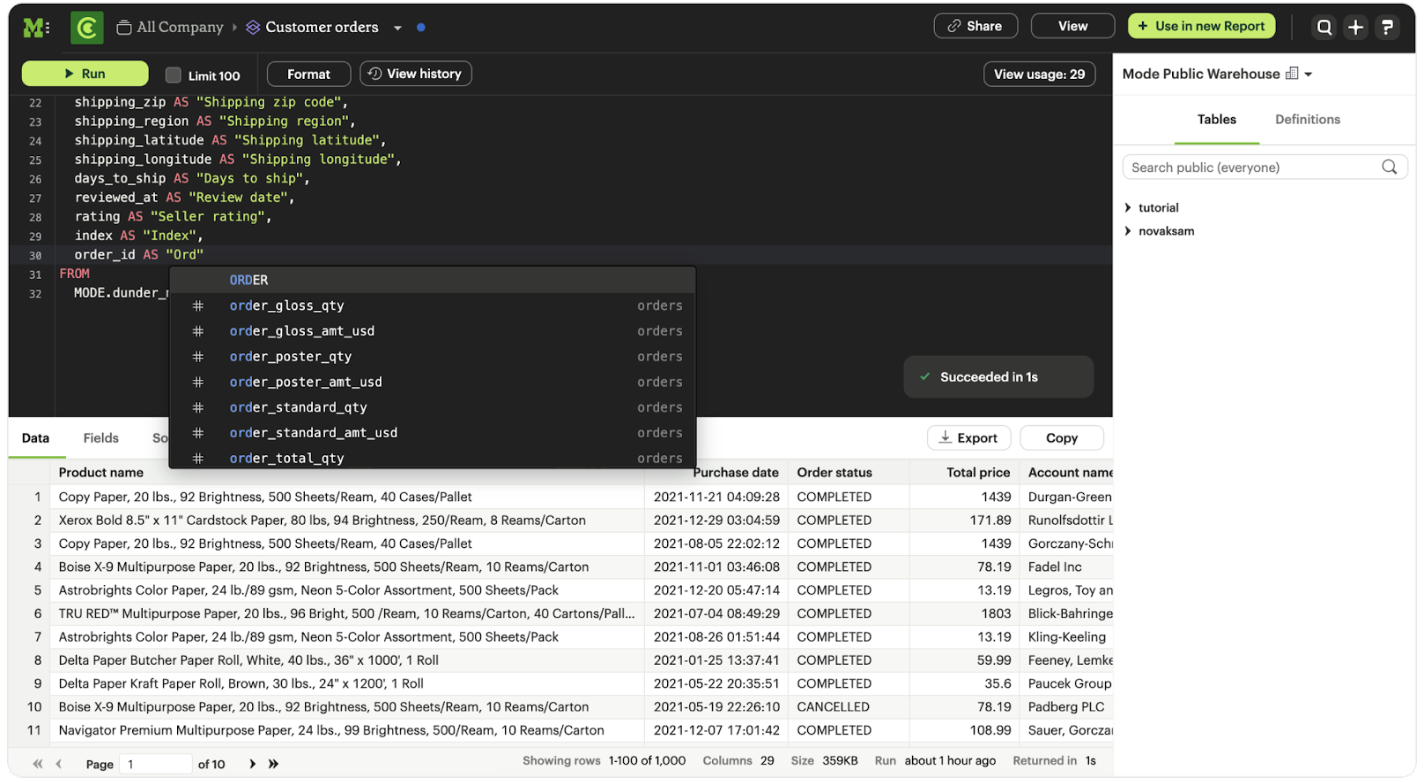 All Company
Customer orders
Share
View
+ Use in new Report
Run
Limit 100
Format
View history
View usage: 29
Mode Public Warehouse
Tables
Definitions
Search public (everyone)
tutorial
novaksam
22 shipping_zip AS "Shipping zip code",
23 shipping_region AS "Shipping region",
24 shipping_latitude AS "Shipping latitude",
25 shipping_longitude AS "Shipping longitude",
26 days_to_ship AS "Days to ship",
27 reviewed_at AS "Review date",
28 rating AS "Seller rating",
29 index AS "Index",
30 order_id AS "Ord"
31 FROM
32 MODE.dunder_
ORDER
# order_gloss_qty orders
# order_gloss_amt_usd orders
# order_poster_qty orders
# order_poster_amt_usd orders
# order_standard_qty orders
# order_standard_amt_usd orders
# order_total_qty orders
Succeeded in 1s
Data
Fields
So
Export
Copy
Product name Purchase date Order status Total price Account name
1 Copy Paper, 20 lbs., 92 Brightness, 500 Sheets/Ream, 40 Cases/Pallet 2021-11-21 04:09:28 COMPLETED 1439 Durgan-Green
2 Xerox Bold 8.5" x 11" Cardstock Paper, 80 lbs, 94 Brightness, 250/Ream, 8 Reams/Carton 2021-12-29 03:04:59 COMPLETED 171.89 Runolfsdottir L
3 Copy Paper, 20 lbs., 92 Brightness, 500 Sheets/Ream, 40 Cases/Pallet 2021-08-05 22:02:12 COMPLETED 1439 Gorczany-Schr
4 Boise X-9 Multipurpose Paper, 20 lbs., 92 Brightness, 500 Sheets/Ream, 10 Reams/Carton 2021-11-01 03:46:08 COMPLETED 78.19 Fadel Inc
5 Astrobrights Color Paper, 24 lb./89 gsm, Neon 5-Color Assortment, 500 Sheets/Pack 2021-12-20 05:47:14 COMPLETED 13.19 Legros, Toy an
6 TRU RED™ Multipurpose Paper, 20 lbs., 96 Bright, 500 /Ream, 10 Reams/Carton, 40 Cartons/Pall... 2021-07-04 08:49:29 COMPLETED 1803 Blick-Bahringe
7 Astrobrights Color Paper, 24 lb./89 gsm, Neon 5-Color Assortment, 500 Sheets/Pack 2021-08-26 01:51:44 COMPLETED 13.19 Kling-Keeling
8 Delta Paper Butcher Paper Roll, White, 40 lbs., 36" x 1000', 1 Roll 2021-01-25 13:37:41 COMPLETED 59.99 Feeney, Lemke
9 Delta Paper Kraft Paper Roll, Brown, 30 lbs., 24" x 1200', 1 Roll 2021-05-22 20:35:51 COMPLETED 35.6 Paucek Group
10 Boise X-9 Multipurpose Paper, 20 lbs., 92 Brightness, 500 Sheets/Ream, 10 Reams/Carton 2021-05-19 22:26:10 CANCELLED 78.19 Padberg PLC
11 Navigator Premium Multipurpose Paper, 24 lbs., 99 Brightness, 500/Ream, 10 Reams/Carton 2021-12-07 17:01:42 COMPLETED 108.99 Sauer, Gorcza
Page 1 of 10
Showing rows 1-100 of 1,000 Columns 29 Size 359KB Run about 1 hour ago Returned in 1s